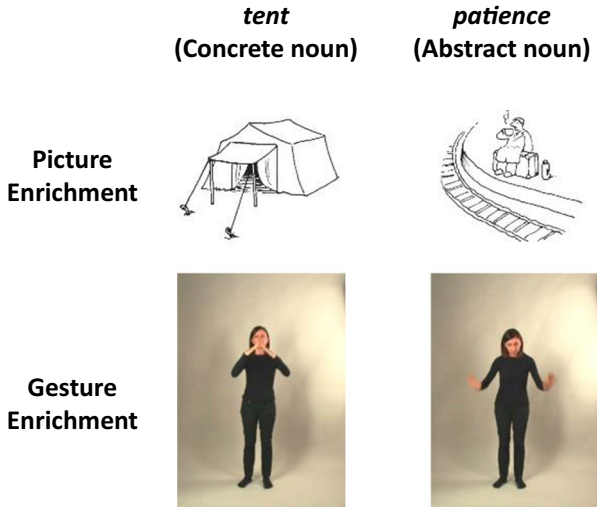 tent
(Concrete noun)
patience
(Abstract noun)
Picture
Enrichment
Gesture
Enrichment